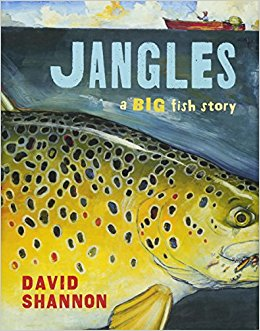 JANGLES
a BIG fish story
DAVID
SHANNON